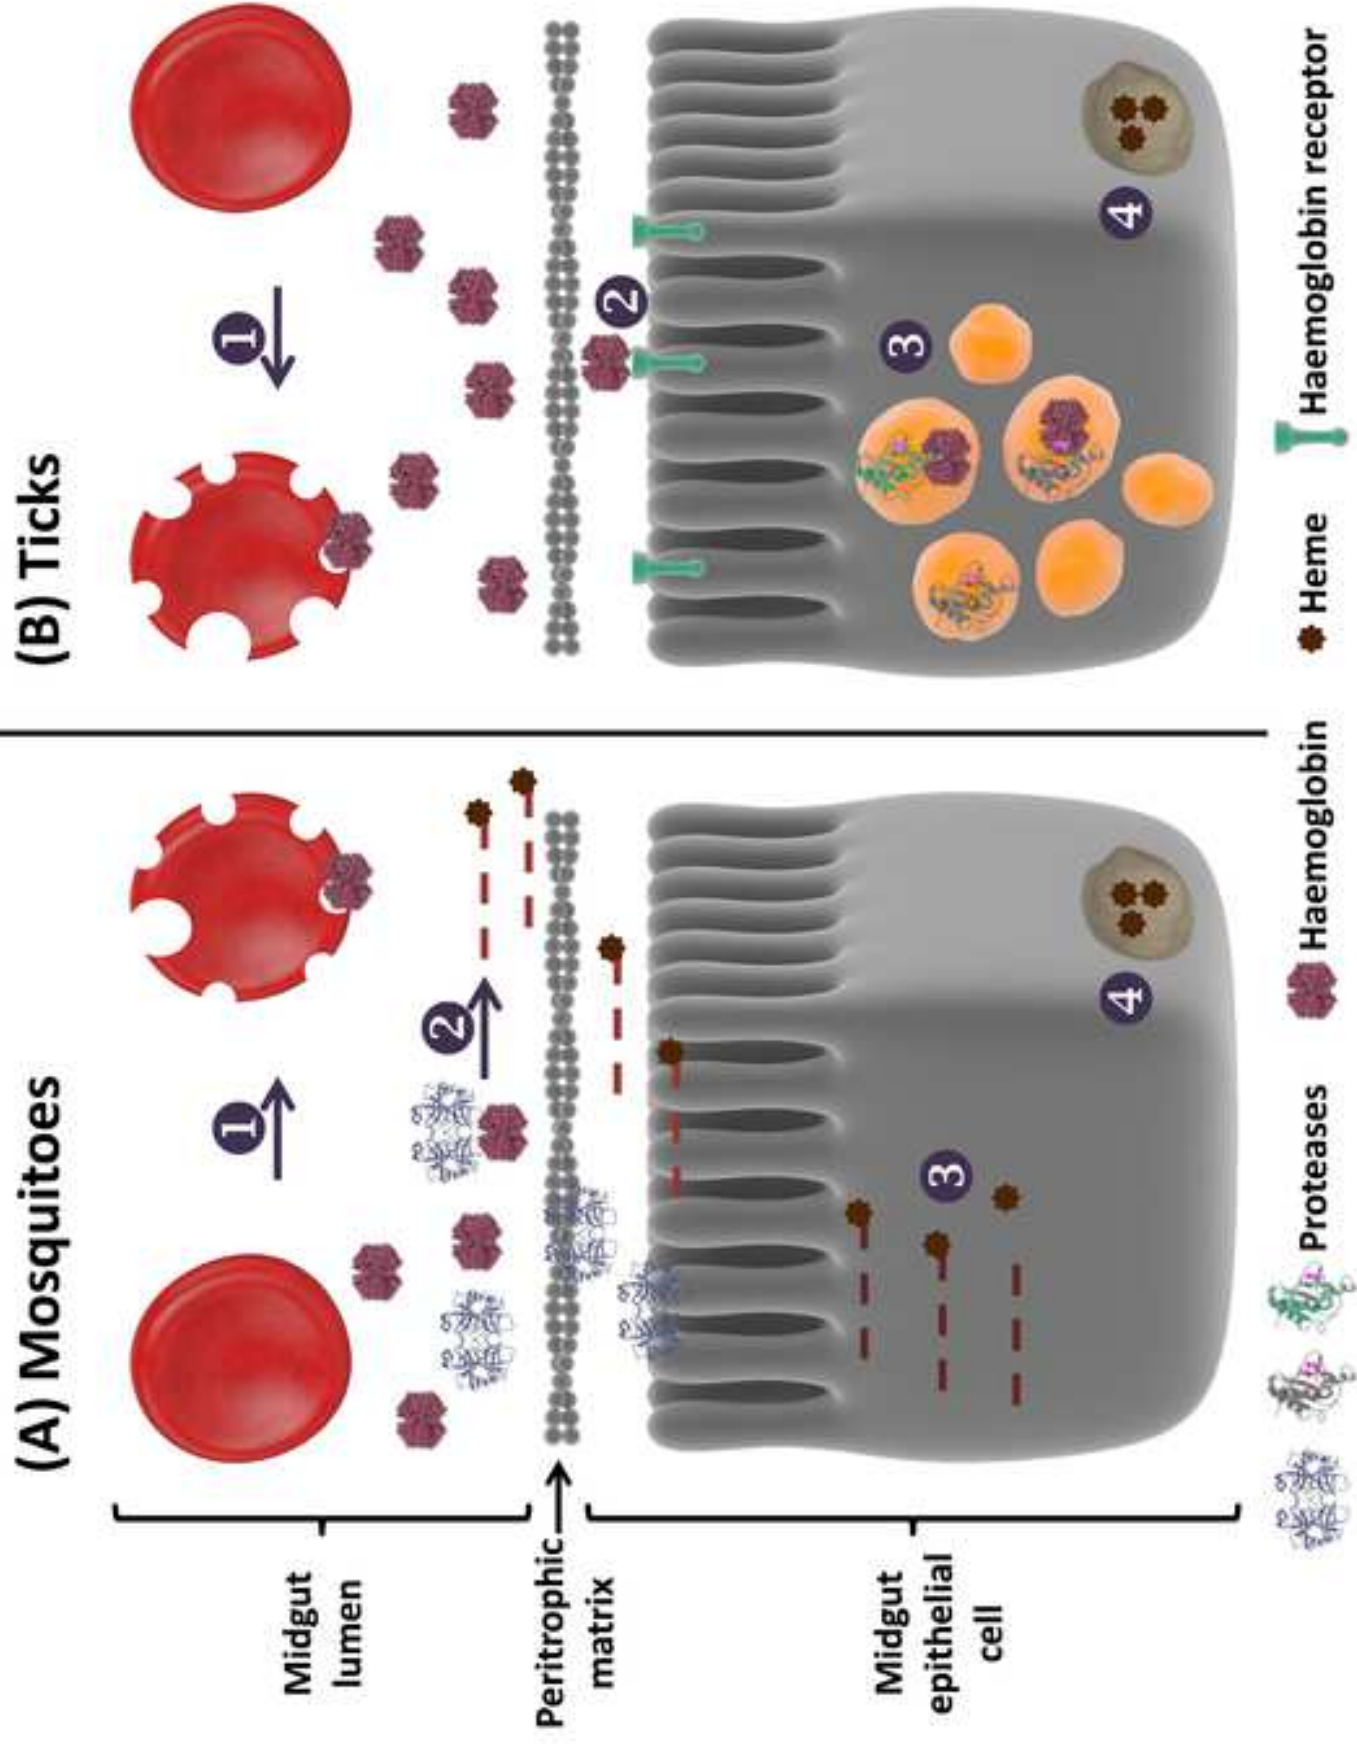 (A) Mosquitoes
(B) Ticks
1
1
2
2
3
3
4
4
Midgut
lumen
Peritrophic
matrix
Midgut
epithelial
cell
Proteases
Haemoglobin
Heme
Haemoglobin receptor